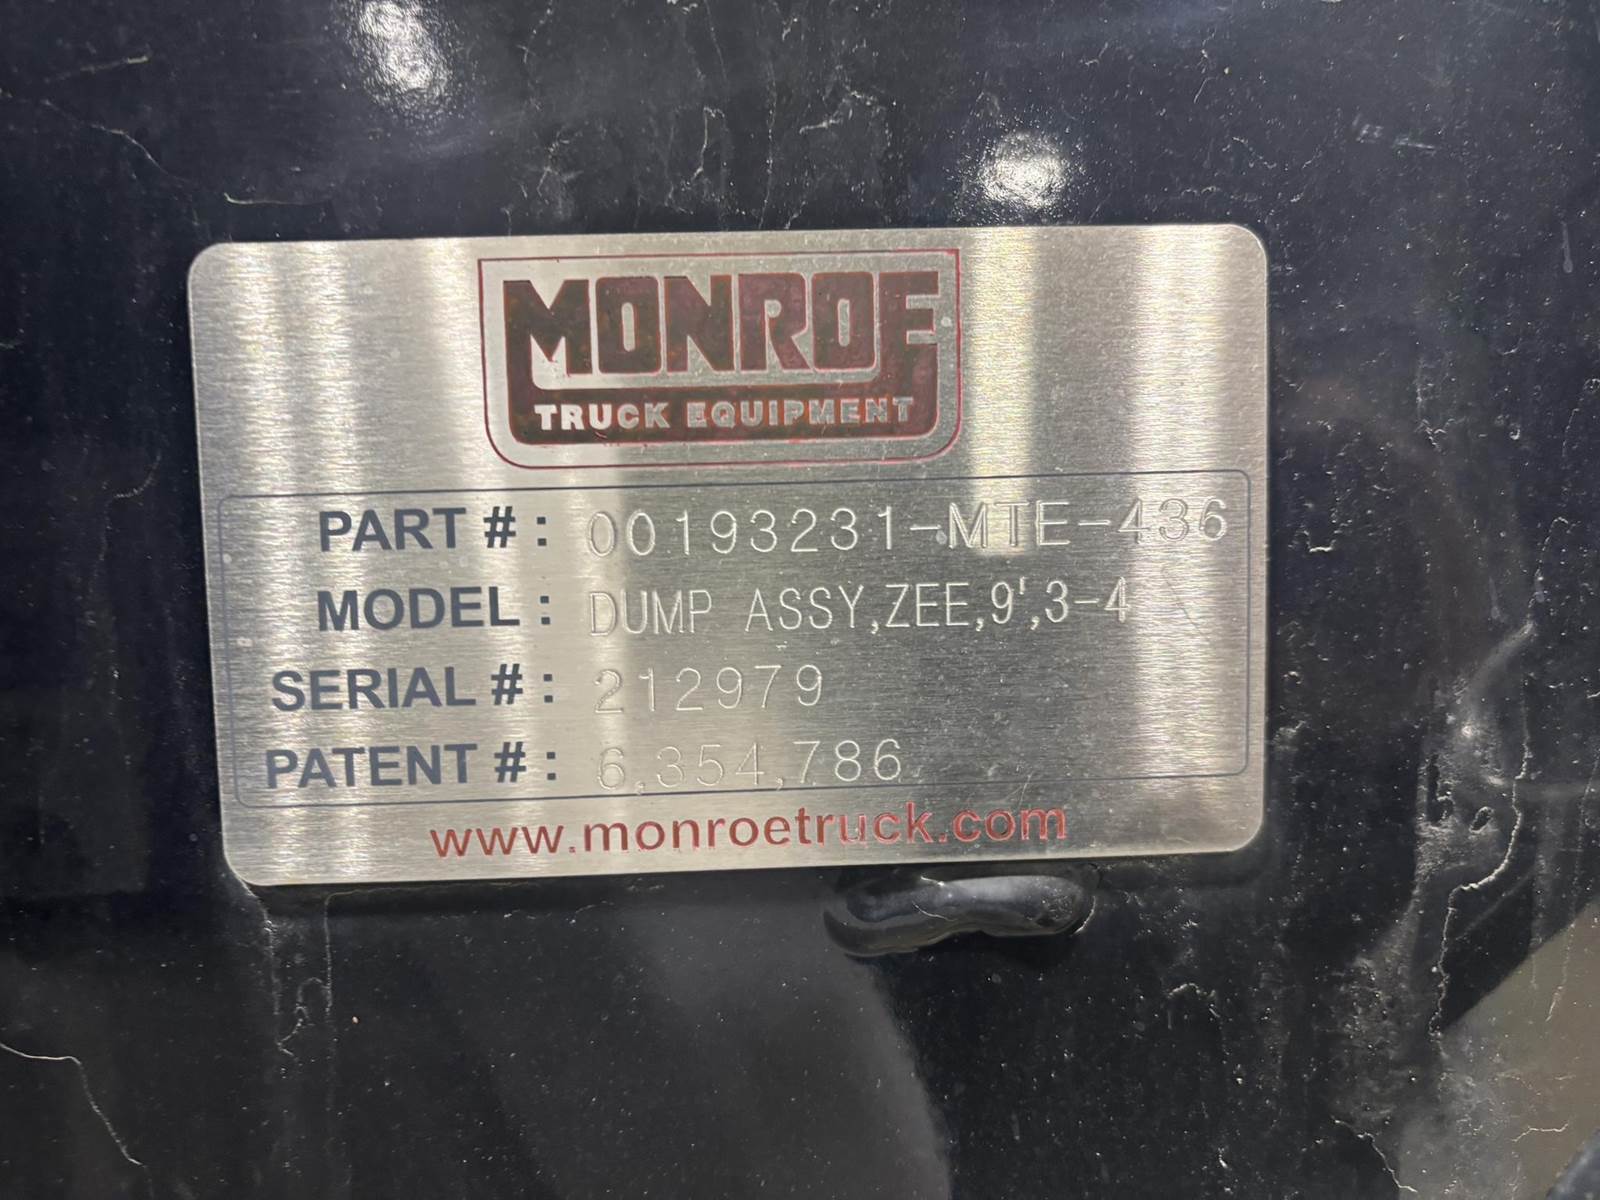 MONROE
TRUCK EQUIPMENT
PART #: 00193231-MTE-436
MODEL: DUMP ASSY,ZEE,9',3-4
SERIAL #: 212979
PATENT #: 6,354,786
www.monroetruck.com